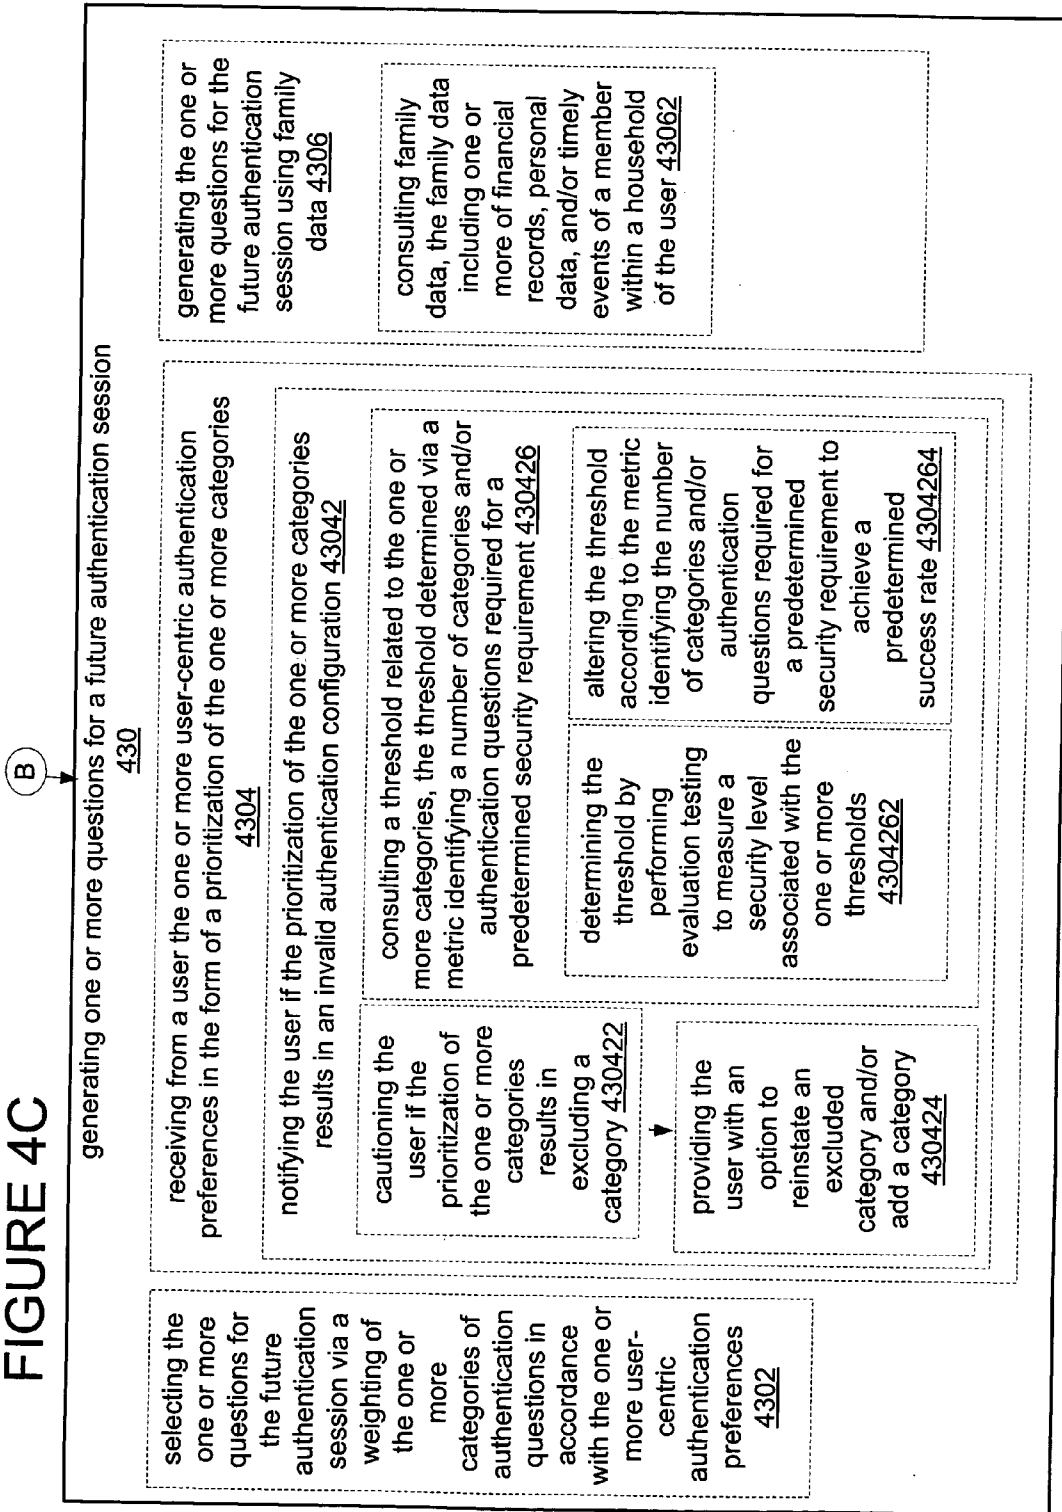 FIGURE 4C
B
generating one or more questions for a future authentication session
430
selecting the
one or more
questions for
the future
authentication
session via a
weighting of
the one or
more
categories of
authentication
questions in
accordance
with the one or
more user-
centric
authentication
preferences
4302
receiving from a user the one or more user-centric authentication
preferences in the form of a prioritization of the one or more categories
4304
notifying the user if the prioritization of the one or more categories
results in an invalid authentication configuration 43042
cautioning the
user if the
prioritization of
the one or more
categories
results in
excluding a
category 430422
providing the
user with an
option to
reinstate an
excluded
category and/or
add a category
430424
consulting a threshold related to the one or
more categories, the threshold determined via a
metric identifying a number of categories and/or
authentication questions required for a
predetermined security requirement 430426
determining the
threshold by
performing
evaluation testing
to measure a
security level
associated with the
one or more
thresholds
4304262
altering the threshold
according to the metric
identifying the number
of categories and/or
authentication
questions required for
a predetermined
security requirement to
achieve a
predetermined
success rate 4304264
generating the one or
more questions for the
future authentication
session using family
data 4306
consulting family
data, the family data
including one or
more of financial
records, personal
data, and/or timely
events of a member
within a household
of the user 43062